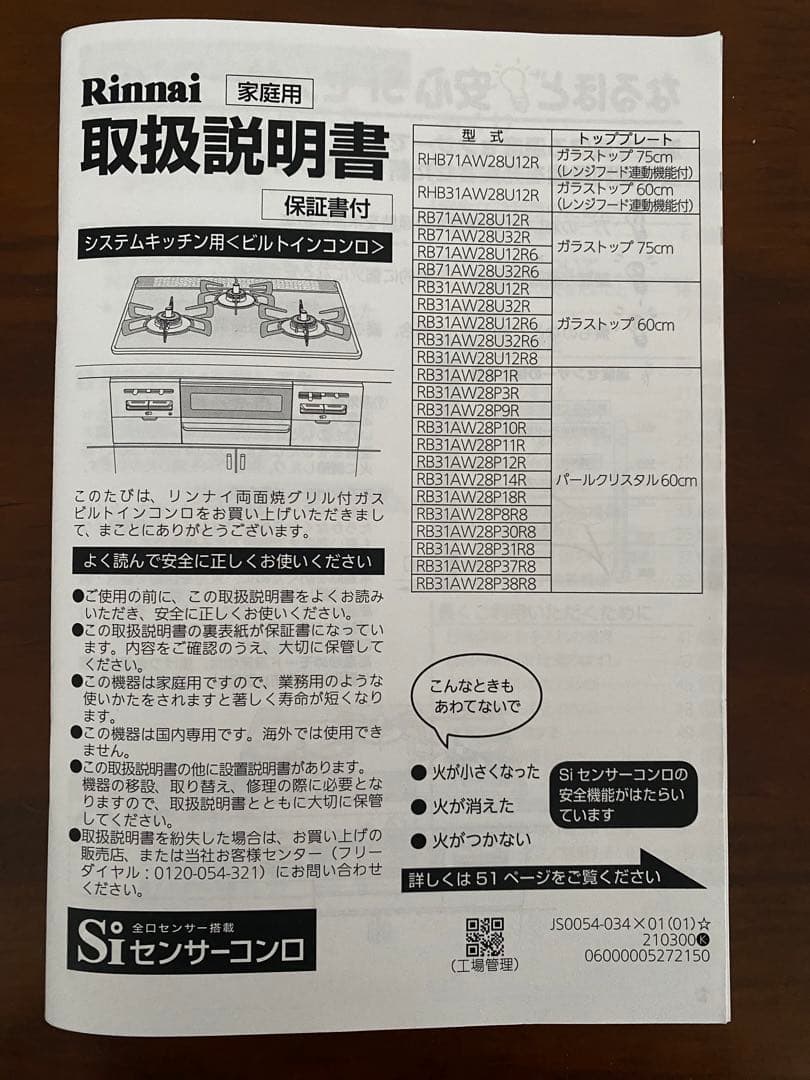 Rinnai 家庭用
取扱説明書
保証書付
システムキッチン用<ビルトインコンロ>
このたびは、リンナイ両面焼グリル付ガス
ビルトインコンロをお買い上げいただきまし
て、まことにありがとうございます。
よく読んで安全に正しくお使いください
●ご使用の前に、この取扱説明書をよくお読み
いただき、安全に正しくお使いください。
●この取扱説明書の裏表紙が保証書になってい
ます。内容をご確認のうえ、大切に保管して
ください。
●この機器は家庭用ですので、業務用のような
使いかたをされますと著しく寿命が短くなり
ます。
●この機器は国内専用です。海外では使用でき
ません。
●この取扱説明書の他に設置説明書があります。
機器の移設、取り替え、修理の際に必要とな
りますので、取扱説明書とともに大切に保管
してください。
●取扱説明書を紛失した場合は、お買い上げの
販売店、または当社お客様センター（フリー
ダイヤル：0120-054-321）にお問い合わせ
ください。
全口センサー搭載
Siセンサーコンロ
型 式 トッププレート
RHB71AW28U12R ガラストップ 75cm
(レンジフード連動機能付)
RHB31AW28U12R ガラストップ 60cm
(レンジフード連動機能付)
RB71AW28U12R
RB71AW28U32R
RB71AW28U12R6
RB71AW28U32R6
ガラストップ 75cm
RB31AW28U12R
RB31AW28U32R
RB31AW28U12R6
RB31AW28U32R6
RB31AW28U12R8
ガラストップ 60cm
RB31AW28P1R
RB31AW28P3R
RB31AW28P9R
RB31AW28P10R
RB31AW28P11R
RB31AW28P12R
RB31AW28P14R
RB31AW28P18R
RB31AW28P8R8
RB31AW28P30R8
RB31AW28P31R8
RB31AW28P37R8
RB31AW28P38R8
パールクリスタル60cm
こんなときも
あわてないで
● 火が小さくなった
● 火が消えた
● 火がつかない
Siセンサーコンロの
安全機能がはたらい
ています
詳しくは51ページをご覧ください
(工場管理)
JS0054-034×01(01)☆
210300Ⓚ
06000005272150